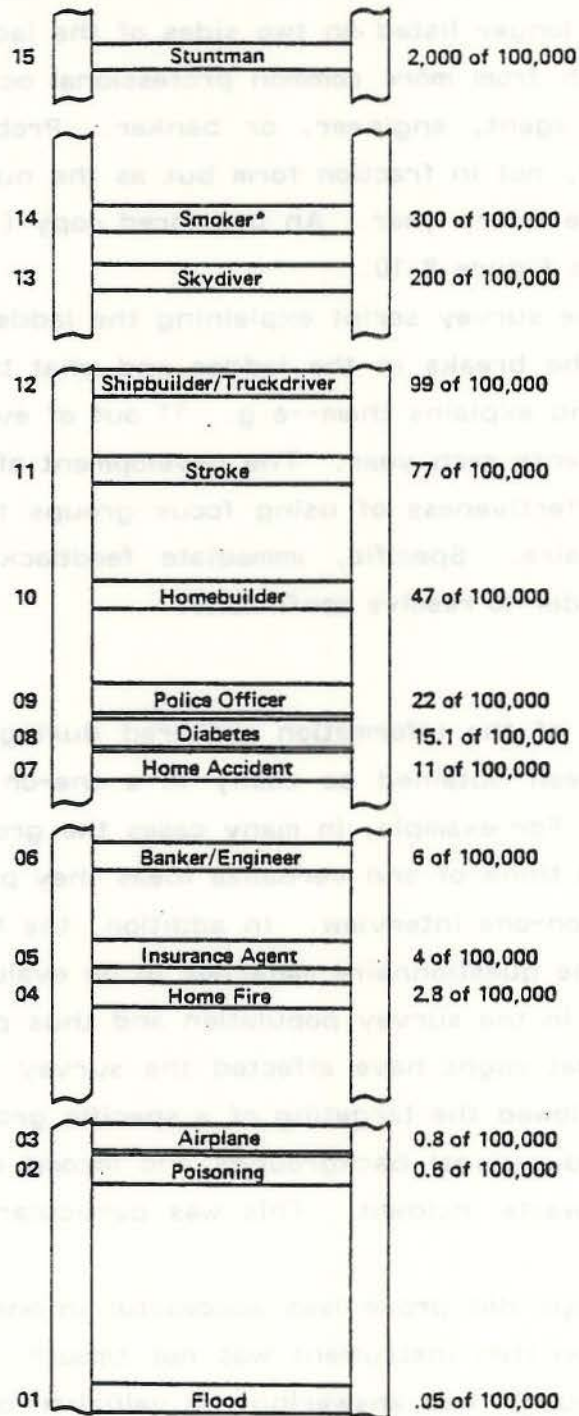 15 Stuntman 2,000 of 100,000
14 Smoker* 300 of 100,000
13 Skydiver 200 of 100,000
12 Shipbuilder/Truckdriver 99 of 100,000
11 Stroke 77 of 100,000
10 Homebuilder 47 of 100,000
09 Police Officer 22 of 100,000
08 Diabetes 15.1 of 100,000
07 Home Accident 11 of 100,000
06 Banker/Engineer 6 of 100,000
05 Insurance Agent 4 of 100,000
04 Home Fire 2.8 of 100,000
03 Airplane 0.8 of 100,000
02 Poisoning 0.6 of 100,000
01 Flood .05 of 100,000